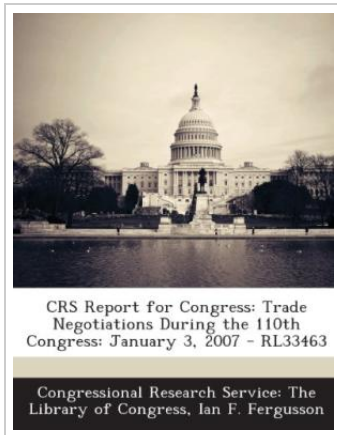 CRS Report for Congress: Trade
Negotiations During the 110th
Congress: January 3, 2007 - RL33463
Congressional Research Service: The
Library of Congress, Ian F. Fergusson